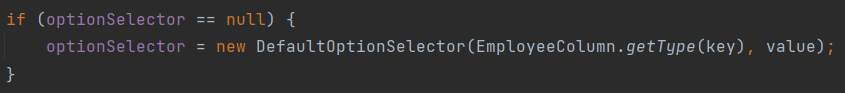 if (optionSelector == null) {
    optionSelector = new DefaultOptionSelector(EmployeeColumn.getType(key), value);
}